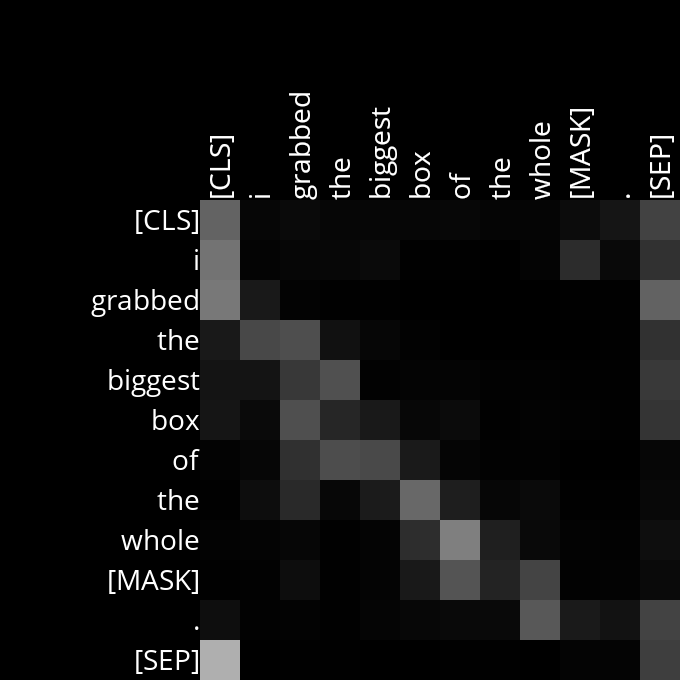 [CLS]
i
grabbed
the
biggest
box
of
the
whole
[MASK]
.
[SEP]
[CLS]
i
grabbed
the
biggest
box
of
the
whole
[MASK]
.
[SEP]